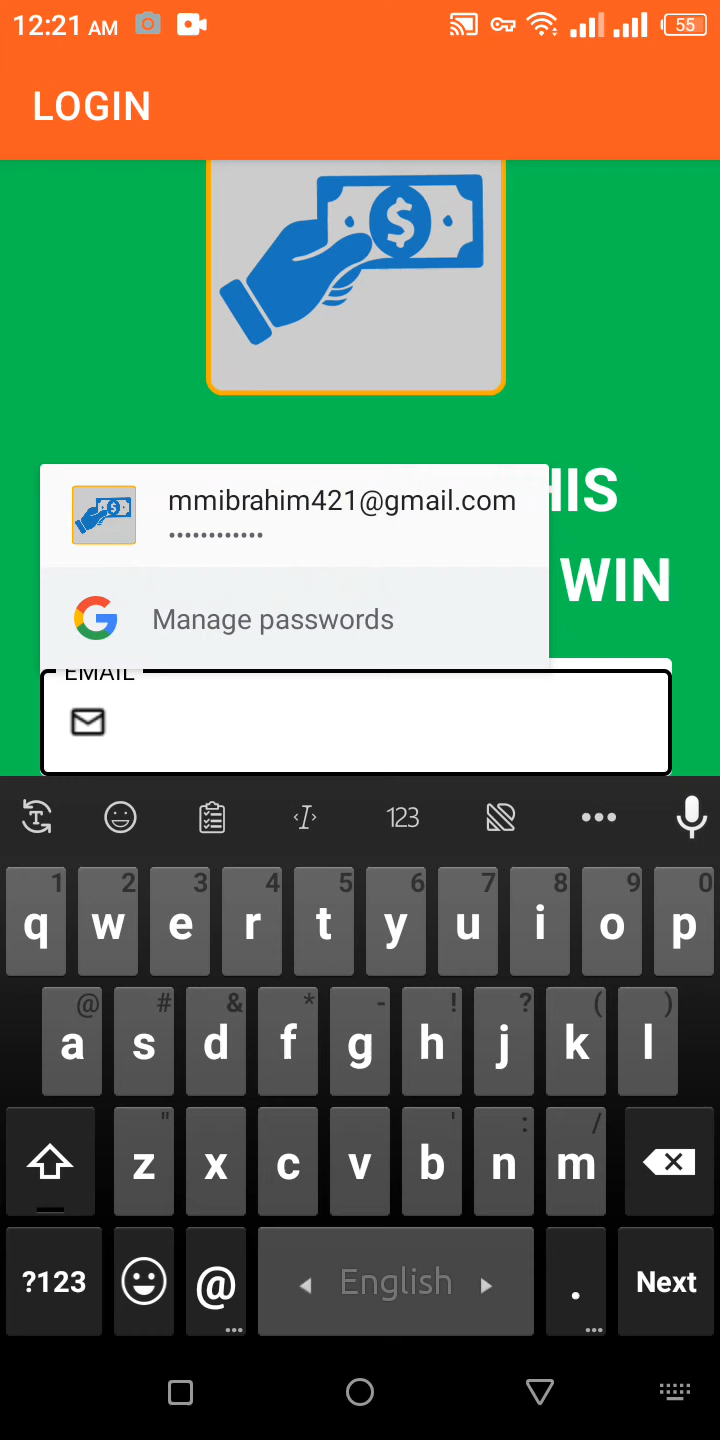 12:21 AM 55
LOGIN
$
HIS
mmibrahim421@gmail.com
••••••••••••
WIN
Manage passwords
EMAIL
T I 123
1 2 3 4 5 6 7 8 9 0
q w e r t y u i o p
@ # & * - ! ? ( )
a s d f g h j k l
" ' : /
z x c v b n m
?123 @ English . Next